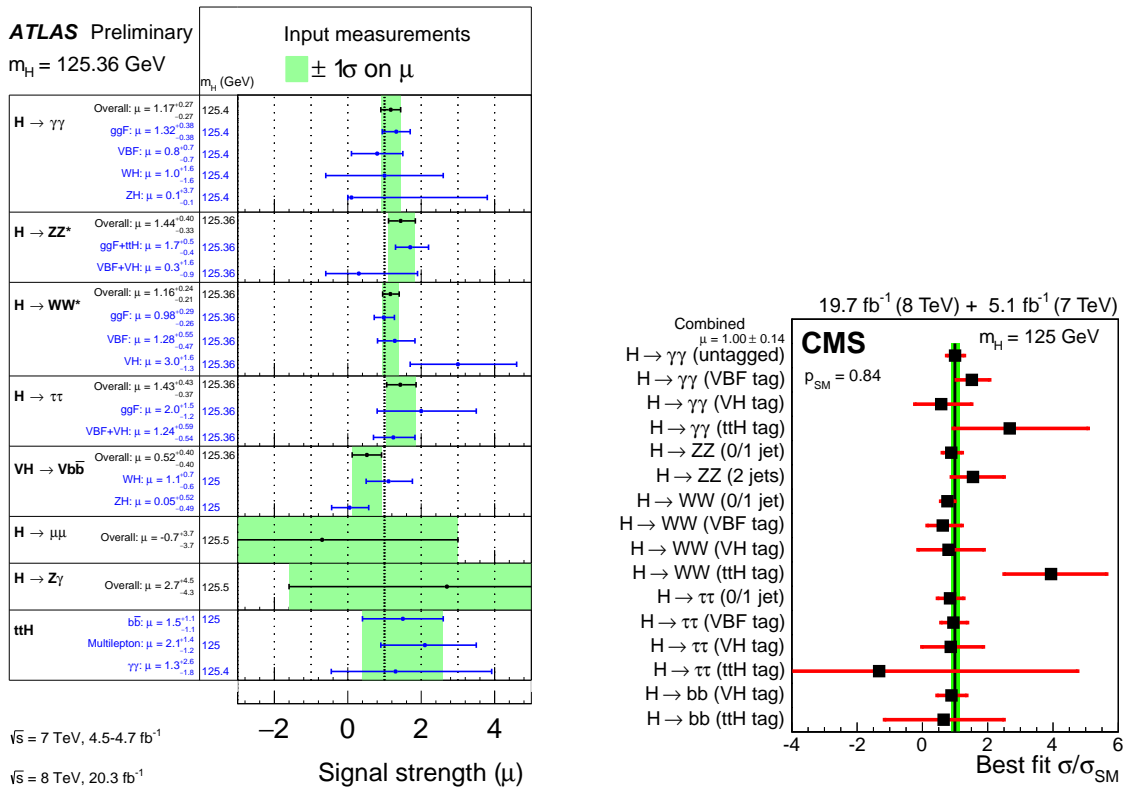 ATLAS Preliminary
m_H = 125.36 GeV
Input measurements
± 1σ on μ
m_H (GeV)
H → γγ
Overall: μ = 1.17 +0.27 −0.27 125.4
ggF: μ = 1.32 +0.38 −0.38 125.4
VBF: μ = 0.8 +0.7 −0.7 125.4
WH: μ = 1.0 +1.6 −1.6 125.4
ZH: μ = 0.1 +3.7 −0.1 125.4
H → ZZ*
Overall: μ = 1.44 +0.40 −0.33 125.36
ggF+ttH: μ = 1.7 +0.5 −0.4 125.36
VBF+VH: μ = 0.3 +1.6 −0.9 125.36
H → WW*
Overall: μ = 1.16 +0.24 −0.21 125.36
ggF: μ = 0.98 +0.29 −0.26 125.36
VBF: μ = 1.28 +0.55 −0.47 125.36
VH: μ = 3.0 +1.6 −1.3 125.36
H → ττ
Overall: μ = 1.43 +0.43 −0.37 125.36
ggF: μ = 2.0 +1.5 −1.2 125.36
VBF+VH: μ = 1.24 +0.59 −0.54 125.36
VH → Vbb̅
Overall: μ = 0.52 +0.40 −0.40 125.36
WH: μ = 1.1 +0.7 −0.6 125
ZH: μ = 0.05 +0.52 −0.49 125
H → μμ
Overall: μ = -0.7 +3.7 −3.7 125.5
H → Zγ
Overall: μ = 2.7 +4.5 −4.3 125.5
ttH
bb̅: μ = 1.5 +1.1 −1.1 125
Multilepton: μ = 2.1 +1.4 −1.2 125
γγ: μ = 1.3 +2.6 −1.8 125.4
−2 0 2 4
√s = 7 TeV, 4.5-4.7 fb⁻¹
√s = 8 TeV, 20.3 fb⁻¹
Signal strength (μ)
19.7 fb⁻¹ (8 TeV) + 5.1 fb⁻¹ (7 TeV)
Combined
μ = 1.00 ± 0.14
CMS
m_H = 125 GeV
p_SM = 0.84
H → γγ (untagged)
H → γγ (VBF tag)
H → γγ (VH tag)
H → γγ (ttH tag)
H → ZZ (0/1 jet)
H → ZZ (2 jets)
H → WW (0/1 jet)
H → WW (VBF tag)
H → WW (VH tag)
H → WW (ttH tag)
H → ττ (0/1 jet)
H → ττ (VBF tag)
H → ττ (VH tag)
H → ττ (ttH tag)
H → bb (VH tag)
H → bb (ttH tag)
-4 -2 0 2 4 6
Best fit σ/σ_SM